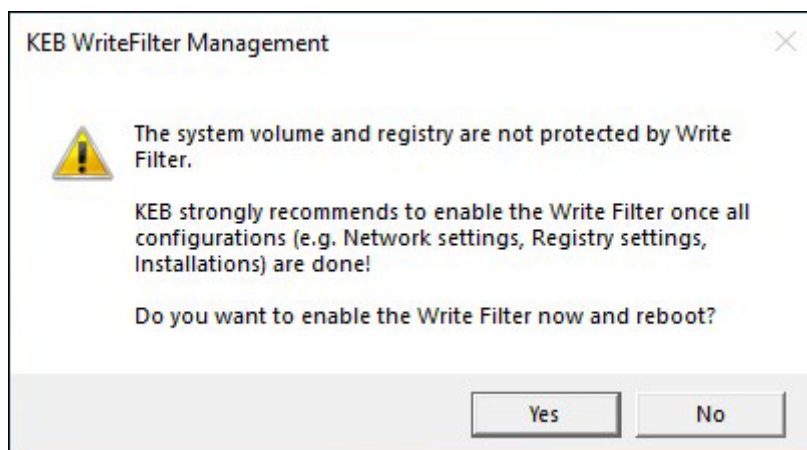 KEB WriteFilter Management
The system volume and registry are not protected by Write
Filter.
KEB strongly recommends to enable the Write Filter once all
configurations (e.g. Network settings, Registry settings,
Installations) are done!
Do you want to enable the Write Filter now and reboot?
Yes No